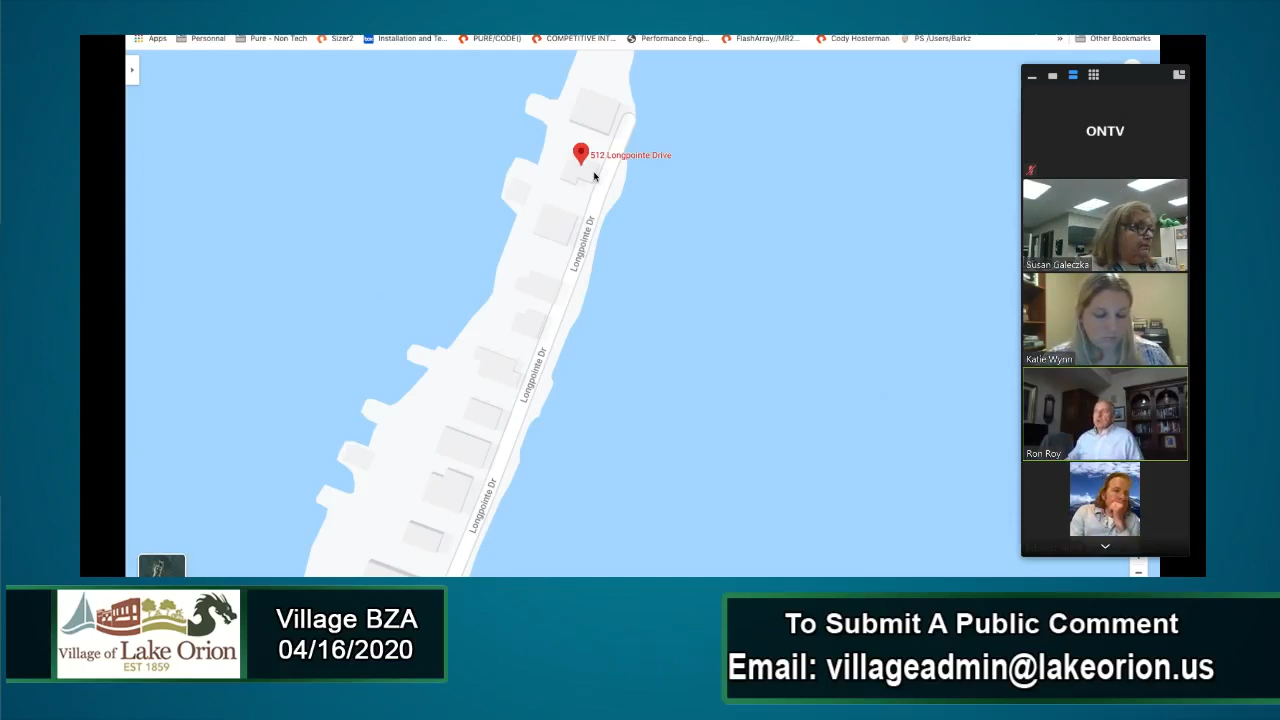 Apps Personnal Pure - Non Tech Sizer2 Installation and Te... PURE/CODE() COMPETITIVE INT... Performance Engi... FlashArray//MR2... Cody Hosterman PS /Users/Barkz » Other Bookmarks
512 Longpointe Drive
Longpointe Dr
Longpointe Dr
Longpointe Dr
ONTV
Susan Galeczka
Katie Wynn
Ron Roy
Village of Lake Orion
EST 1859
Village BZA
04/16/2020
To Submit A Public Comment
Email: villageadmin@lakeorion.us